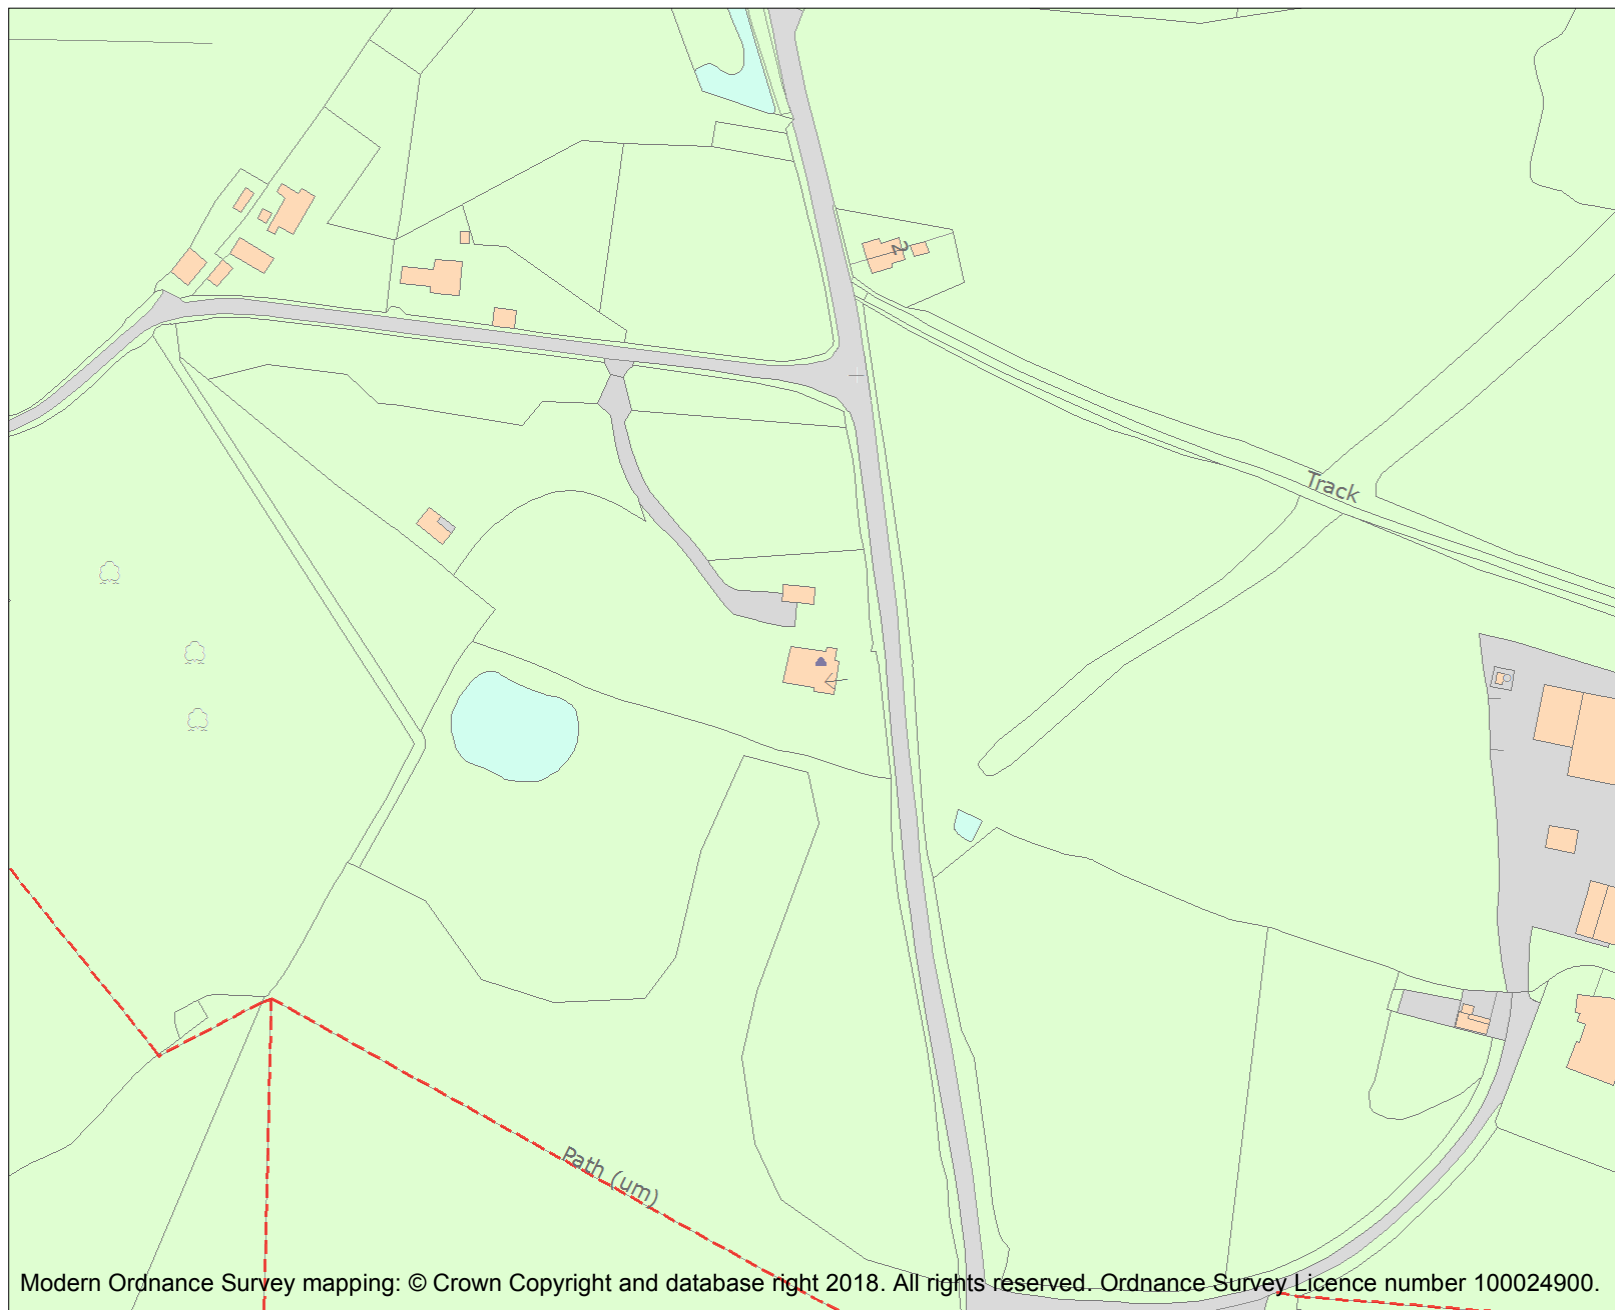 2
Track
Path (um)
Modern Ordnance Survey mapping: © Crown Copyright and database right 2018. All rights reserved. Ordnance Survey Licence number 100024900.